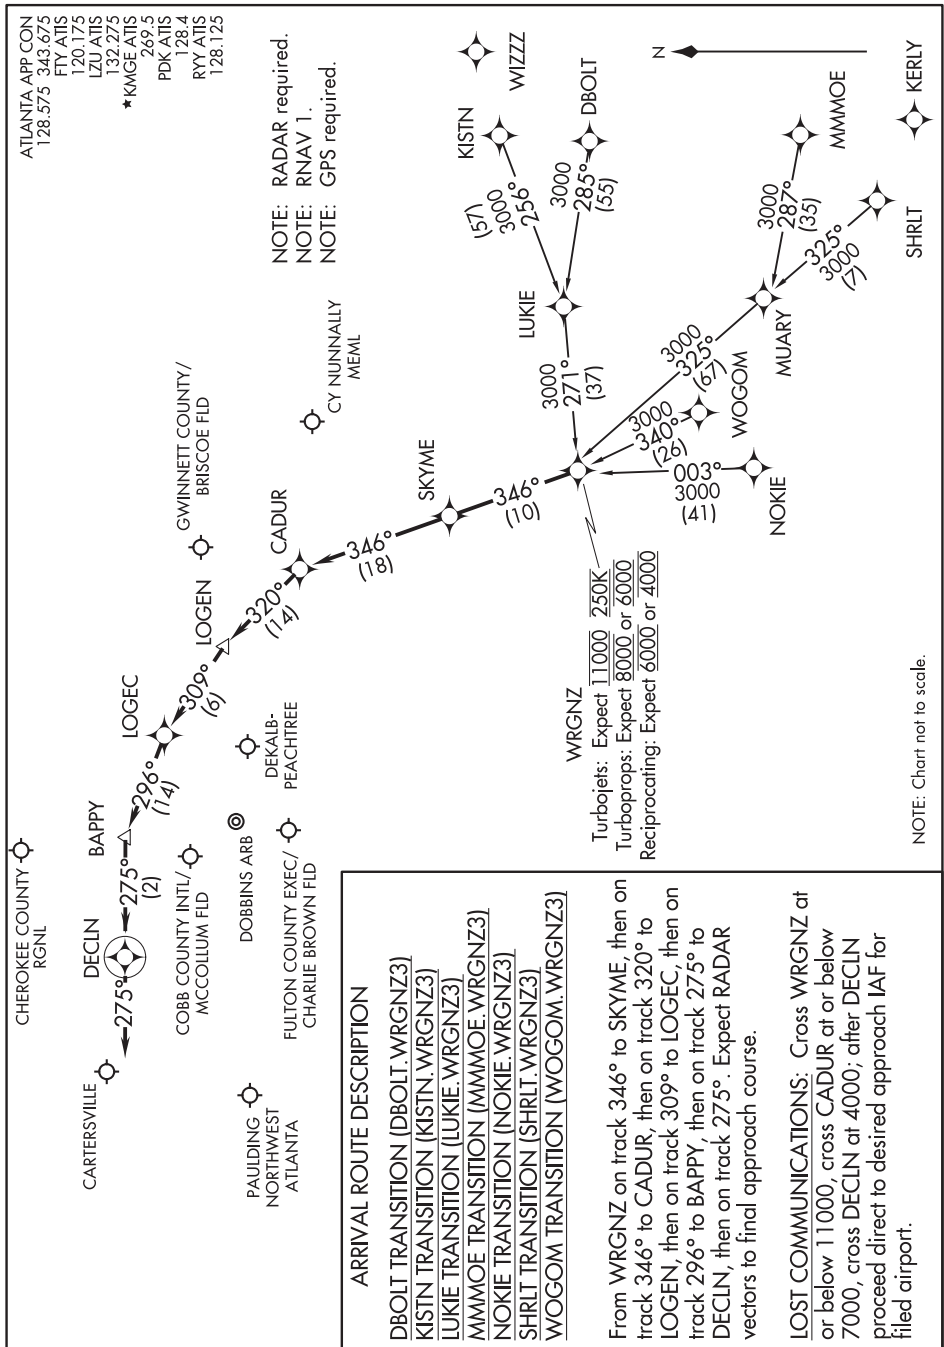 ATLANTA APP CON
128.575 343.675
FTY ATIS
120.175
LZU ATIS
132.275
★KMGE ATIS
269.5
PDK ATIS
128.4
RYY ATIS
128.125
NOTE: RADAR required.
NOTE: RNAV 1.
NOTE: GPS required.
CHEROKEE COUNTY
RGNL
CARTERSVILLE
275°
DECLN
275°
(2)
BAPPY
296°
(14)
LOGEC
309°
(6)
LOGEN
320°
(14)
CADUR
346°
(18)
SKYME
346°
(10)
GWINNETT COUNTY/
BRISCOE FLD
CY NUNNALLY
MEML
COBB COUNTY INTL/
MCCOLLUM FLD
DOBBINS ARB
DEKALB-
PEACHTREE
FULTON COUNTY EXEC/
CHARLIE BROWN FLD
PAULDING
NORTHWEST
ATLANTA
KISTN
(57)
3000
256°
WIZZZ
DBOLT
3000
285°
(55)
LUKIE
3000
271°
(37)
N
MMMOE
3000
287°
(35)
KERLY
SHRLT
325°
3000
(7)
MUARY
3000
325°
(67)
WOGOM
3000
340°
(26)
NOKIE
003°
3000
(41)
WRGNZ
Turbojets: Expect 11000 250K
Turboprops: Expect 8000 or 6000
Reciprocating: Expect 6000 or 4000
NOTE: Chart not to scale.
ARRIVAL ROUTE DESCRIPTION
DBOLT TRANSITION (DBOLT.WRGNZ3)
KISTN TRANSITION (KISTN.WRGNZ3)
LUKIE TRANSITION (LUKIE.WRGNZ3)
MMMOE TRANSITION (MMMOE.WRGNZ3)
NOKIE TRANSITION (NOKIE.WRGNZ3)
SHRLT TRANSITION (SHRLT.WRGNZ3)
WOGOM TRANSITION (WOGOM.WRGNZ3)
From WRGNZ on track 346° to SKYME, then on
track 346° to CADUR, then on track 320° to
LOGEN, then on track 309° to LOGEC, then on
track 296° to BAPPY, then on track 275° to
DECLN, then on track 275°. Expect RADAR
vectors to final approach course.
LOST COMMUNICATIONS: Cross WRGNZ at
or below 11000, cross CADUR at or below
7000, cross DECLN at 4000; after DECLN
proceed direct to desired approach IAF for
filed airport.